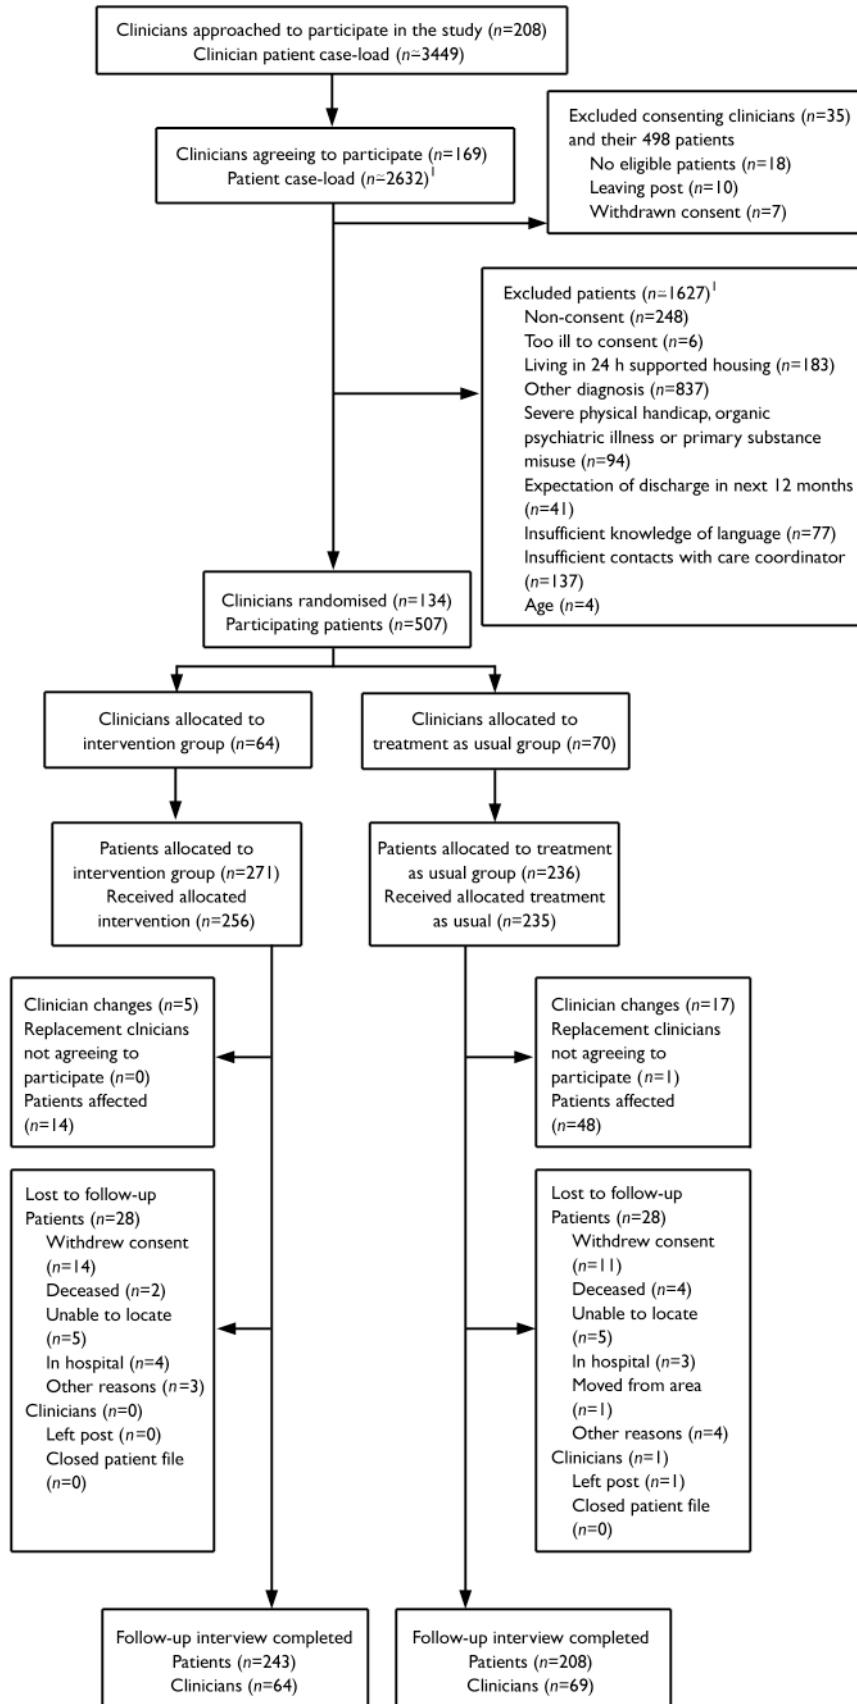 Clinicians approached to participate in the study (n=208)
Clinician patient case-load (n≃3449)
Clinicians agreeing to participate (n=169)
Patient case-load (n≃2632)¹
Excluded consenting clinicians (n=35)
and their 498 patients
No eligible patients (n=18)
Leaving post (n=10)
Withdrawn consent (n=7)
Excluded patients (n≃1627)¹
Non-consent (n=248)
Too ill to consent (n=6)
Living in 24 h supported housing (n=183)
Other diagnosis (n=837)
Severe physical handicap, organic
psychiatric illness or primary substance
misuse (n=94)
Expectation of discharge in next 12 months
(n=41)
Insufficient knowledge of language (n=77)
Insufficient contacts with care coordinator
(n=137)
Age (n=4)
Clinicians randomised (n=134)
Participating patients (n=507)
Clinicians allocated to
intervention group (n=64)
Clinicians allocated to
treatment as usual group (n=70)
Patients allocated to
intervention group (n=271)
Received allocated
intervention (n=256)
Patients allocated to treatment
as usual group (n=236)
Received allocated treatment
as usual (n=235)
Clinician changes (n=5)
Replacement clnicians
not agreeing to
participate (n=0)
Patients affected
(n=14)
Clinician changes (n=17)
Replacement clinicians
not agreeing to
participate (n=1)
Patients affected
(n=48)
Lost to follow-up
Patients (n=28)
Withdrew consent
(n=14)
Deceased (n=2)
Unable to locate
(n=5)
In hospital (n=4)
Other reasons (n=3)
Clinicians (n=0)
Left post (n=0)
Closed patient file
(n=0)
Lost to follow-up
Patients (n=28)
Withdrew consent
(n=11)
Deceased (n=4)
Unable to locate
(n=5)
In hospital (n=3)
Moved from area
(n=1)
Other reasons (n=4)
Clinicians (n=1)
Left post (n=1)
Closed patient file
(n=0)
Follow-up interview completed
Patients (n=243)
Clinicians (n=64)
Follow-up interview completed
Patients (n=208)
Clinicians (n=69)